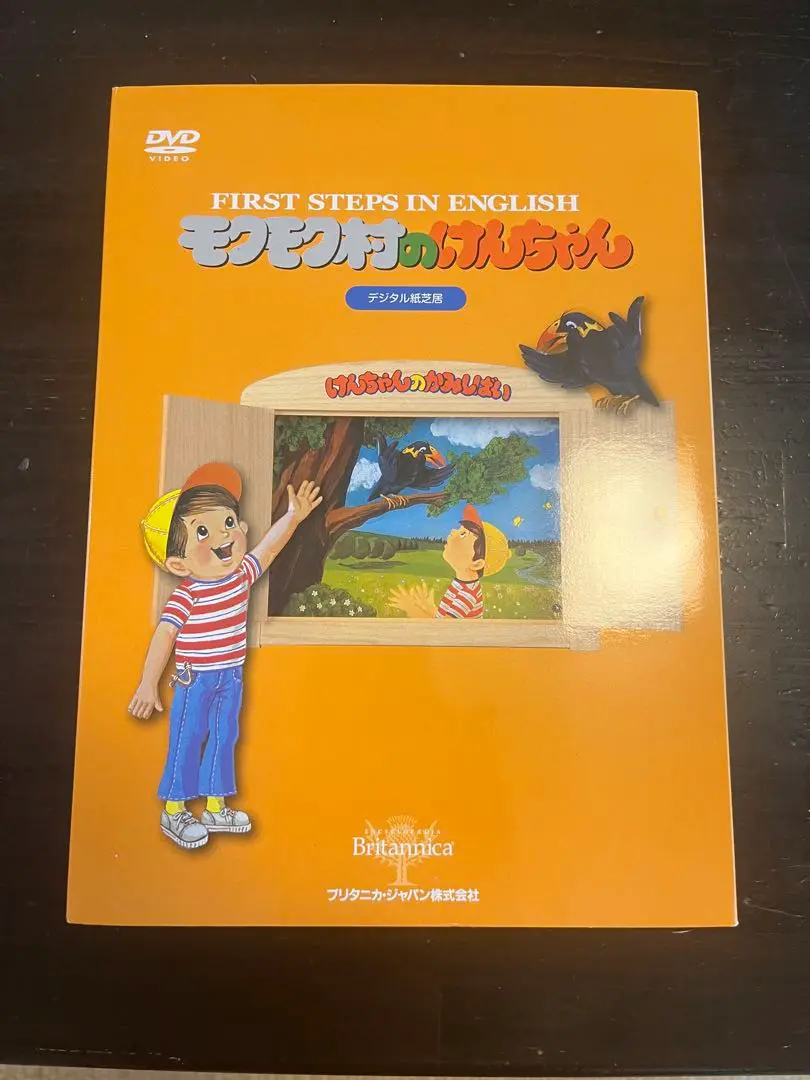 DVD
VIDEO
FIRST STEPS IN ENGLISH
モクモク村のけんちゃん
デジタル紙芝居
けんちゃんのかみしばい
ENCYCLOPÆDIA
Britannica
ブリタニカ・ジャパン株式会社